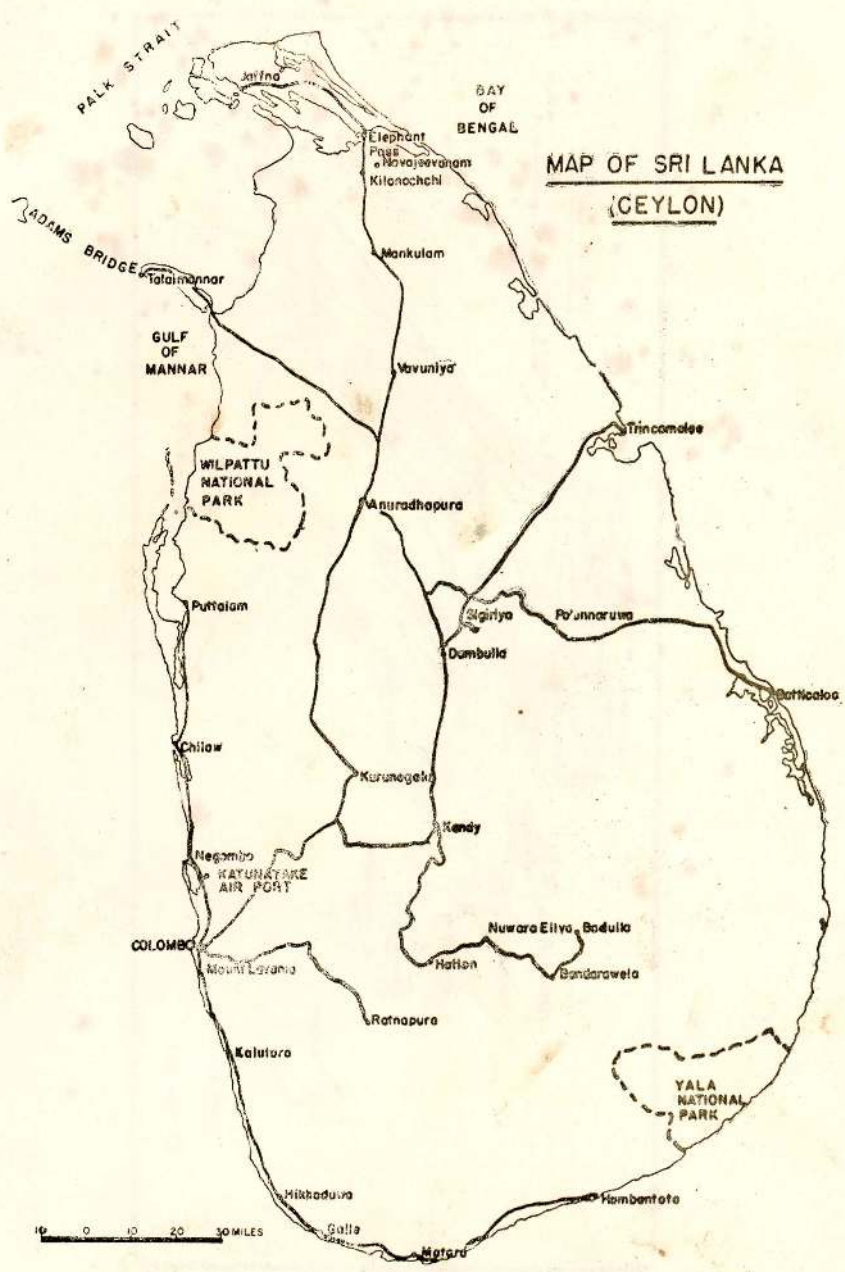 PALK STRAIT
Jaffna
BAY
OF
BENGAL
MAP OF SRI LANKA
(CEYLON)
Elephant
Pass
Navajeevanam
Kilonochchi
ADAMS BRIDGE
Talaimannar
Mankulam
GULF
OF
MANNAR
Vavuniya
Trincomalee
WILPATTU
NATIONAL
PARK
Anuradhapura
Puttalam
Sigiriya
Polunnaruwa
Dambulla
Batticaloa
Chilaw
Kurunegala
Kandy
Negombo
KATUNAYAKE
AIR PORT
COLOMBO
Mount Lavania
Nuwara Eliya
Badulla
Hatton
Bandarawela
Ratnapura
Kalutara
YALA
NATIONAL
PARK
Hikkaduwa
Hambantota
Galle
Matara
10 0 10 20 30 MILES